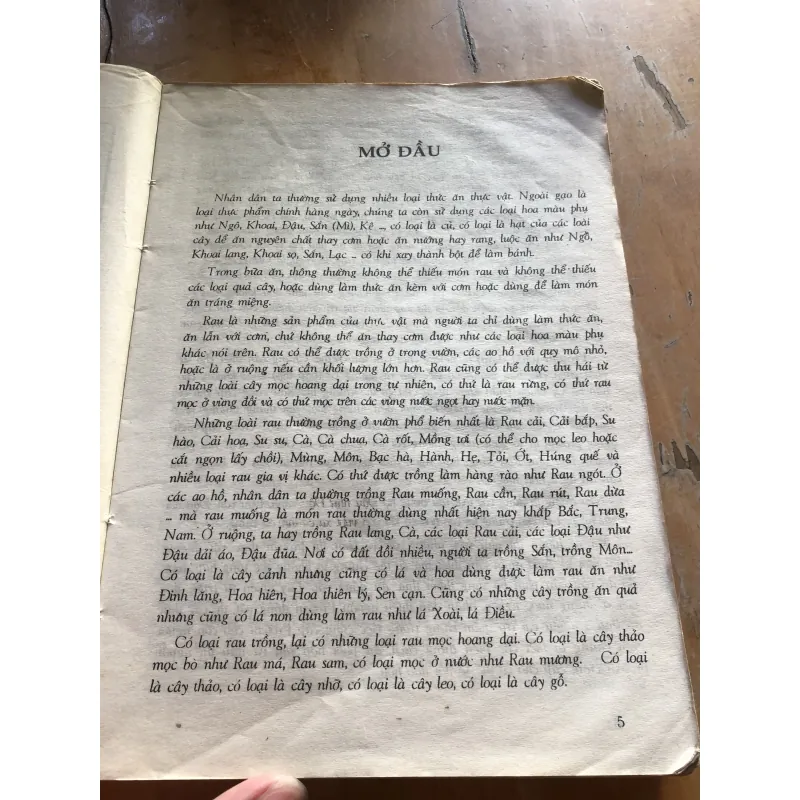 MỞ ĐẦU
Nhân dân ta thường sử dụng nhiều loại thức ăn thực vật. Ngoài gạo là
loại thực phẩm chính hàng ngày, chúng ta còn sử dụng các loại hoa màu phụ
như Ngô, Khoai, Đậu, Sắn (Mì), Kê ..., có loại là củ, có loại là hạt của các loài
cây để ăn nguyên chất thay cơm hoặc ăn nướng hay rang, luộc ăn như Ngô,
Khoai lang, Khoai sọ, Sắn, Lạc .. có khi xay thành bột để làm bánh.
Trong bữa ăn, thông thường không thể thiếu món rau và không thể thiếu
các loại quả cây, hoặc dùng làm thức ăn kèm với cơm hoặc dùng để làm món
ăn tráng miệng.
Rau là những sản phẩm của thực vật mà người ta chỉ dùng làm thức ăn,
ăn lẫn với cơm, chứ không thể ăn thay cơm được như các loại hoa màu phụ
khác nói trên. Rau có thể được trồng ở trong vườn, các ao hồ với quy mô nhỏ,
hoặc là ở ruộng nếu cần khối lượng lớn hơn. Rau cũng có thể được thu hái từ
những loài cây mọc hoang dại trong tự nhiên, có thứ là rau rừng, có thứ rau
mọc ở vùng đồi và có thứ mọc trên các vùng nước ngọt hay nước mặn.
Những loài rau thường trồng ở vườn phổ biến nhất là Rau cải, Cải bắp, Su
hào, Cải hoa, Su su, Cà, Cà chua, Cà rốt, Mồng tơi (có thể cho mọc leo hoặc
cắt ngọn lấy chồi), Mùng, Môn, Bạc hà, Hành, Hẹ, Tỏi, Ớt, Húng quế và
nhiều loại rau gia vị khác. Có thứ được trồng làm hàng rào như Rau ngót. Ở
các ao hồ, nhân dân ta thường trồng Rau muống, Rau cần, Rau rút, Rau dừa
... mà rau muống là món rau thường dùng nhất hiện nay khắp Bắc, Trung,
Nam. Ở ruộng, ta hay trồng Rau lang, Cà, các loại Rau cải, các loại Đậu như
Đậu dải áo, Đậu đũa. Nơi có đất đồi nhiều, người ta trồng Sắn, trồng Môn...
Có loại là cây cảnh nhưng cũng có lá và hoa dùng được làm rau ăn như
Đinh lăng, Hoa hiên, Hoa thiên lý, Sen cạn. Cũng có những cây trồng ăn quả
nhưng cũng có lá non dùng làm rau như lá Xoài, lá Điều.
Có loại rau trồng, lại có những loại rau mọc hoang dại. Có loại là cây thảo
mọc bò như Rau má, Rau sam, có loại mọc ở nước như Rau mương. Có loại
là cây thảo, có loại là cây nhỡ, có loại là cây leo, có loại là cây gỗ.
5